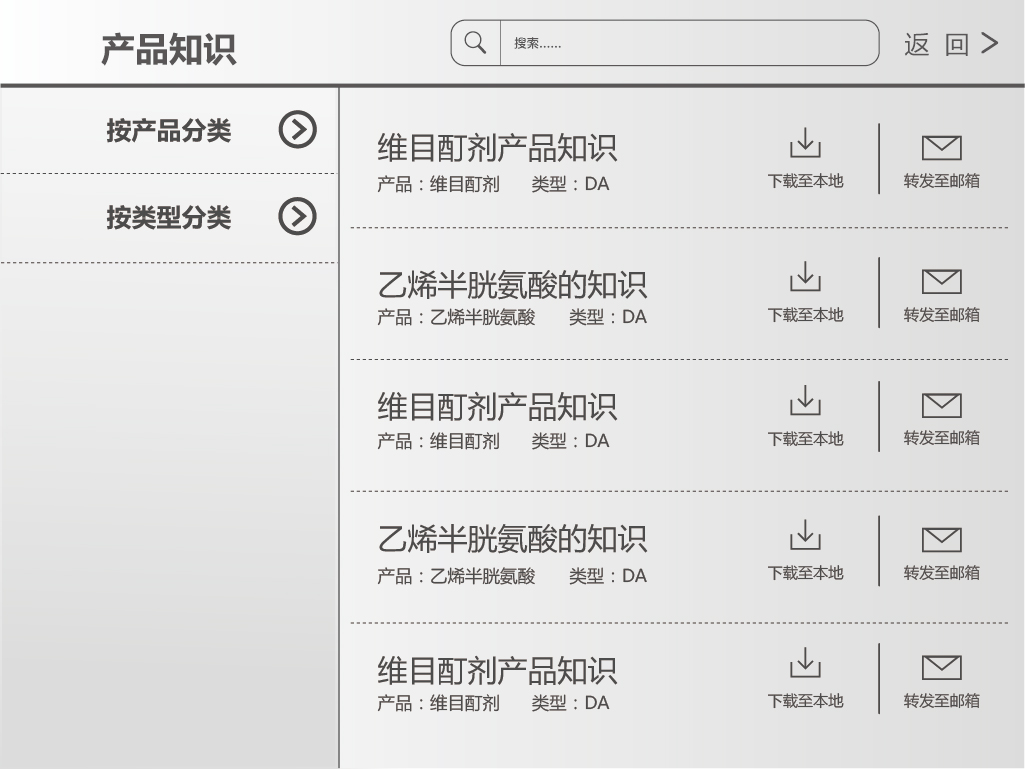 产品知识
搜索......
返 回
按产品分类
按类型分类
维目酊剂产品知识
产品：维目酊剂 类型：DA
下载至本地
转发至邮箱
乙烯半胱氨酸的知识
产品：乙烯半胱氨酸 类型：DA
下载至本地
转发至邮箱
维目酊剂产品知识
产品：维目酊剂 类型：DA
下载至本地
转发至邮箱
乙烯半胱氨酸的知识
产品：乙烯半胱氨酸 类型：DA
下载至本地
转发至邮箱
维目酊剂产品知识
产品：维目酊剂 类型：DA
下载至本地
转发至邮箱